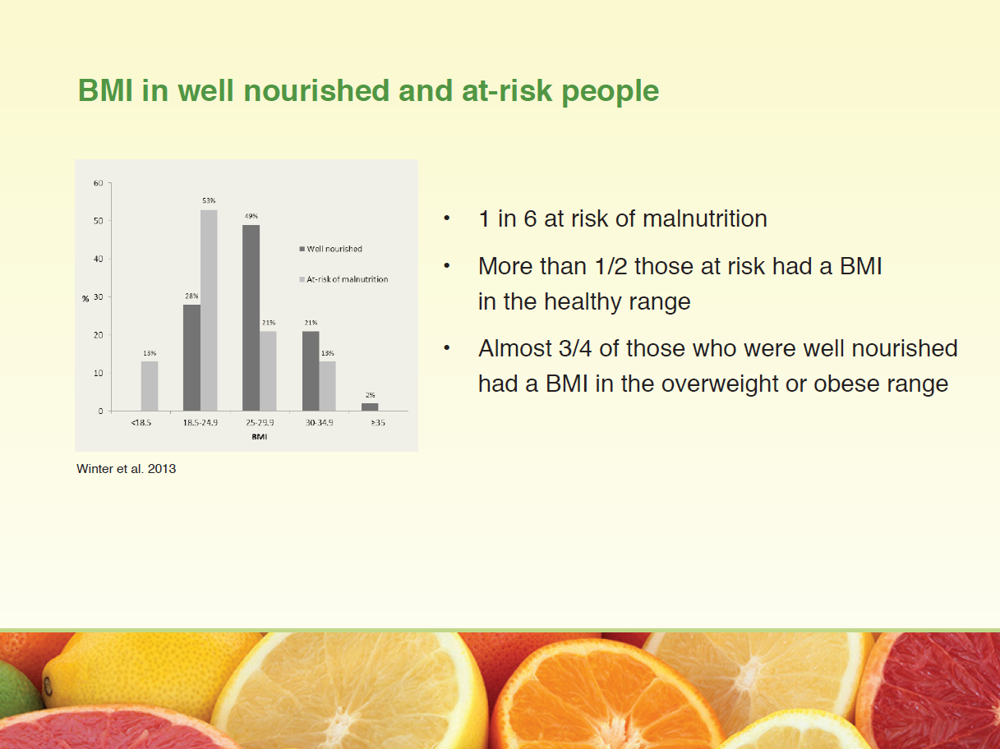 BMI in well nourished and at-risk people
60
50
40
30
20
10
0
%
13%
28%
53%
49%
21%
21%
13%
2%
Well nourished
At-risk of malnutrition
<18.5
18.5-24.9
25-29.9
30-34.9
≥35
BMI
Winter et al. 2013
• 1 in 6 at risk of malnutrition
• More than 1/2 those at risk had a BMI
in the healthy range
• Almost 3/4 of those who were well nourished
had a BMI in the overweight or obese range